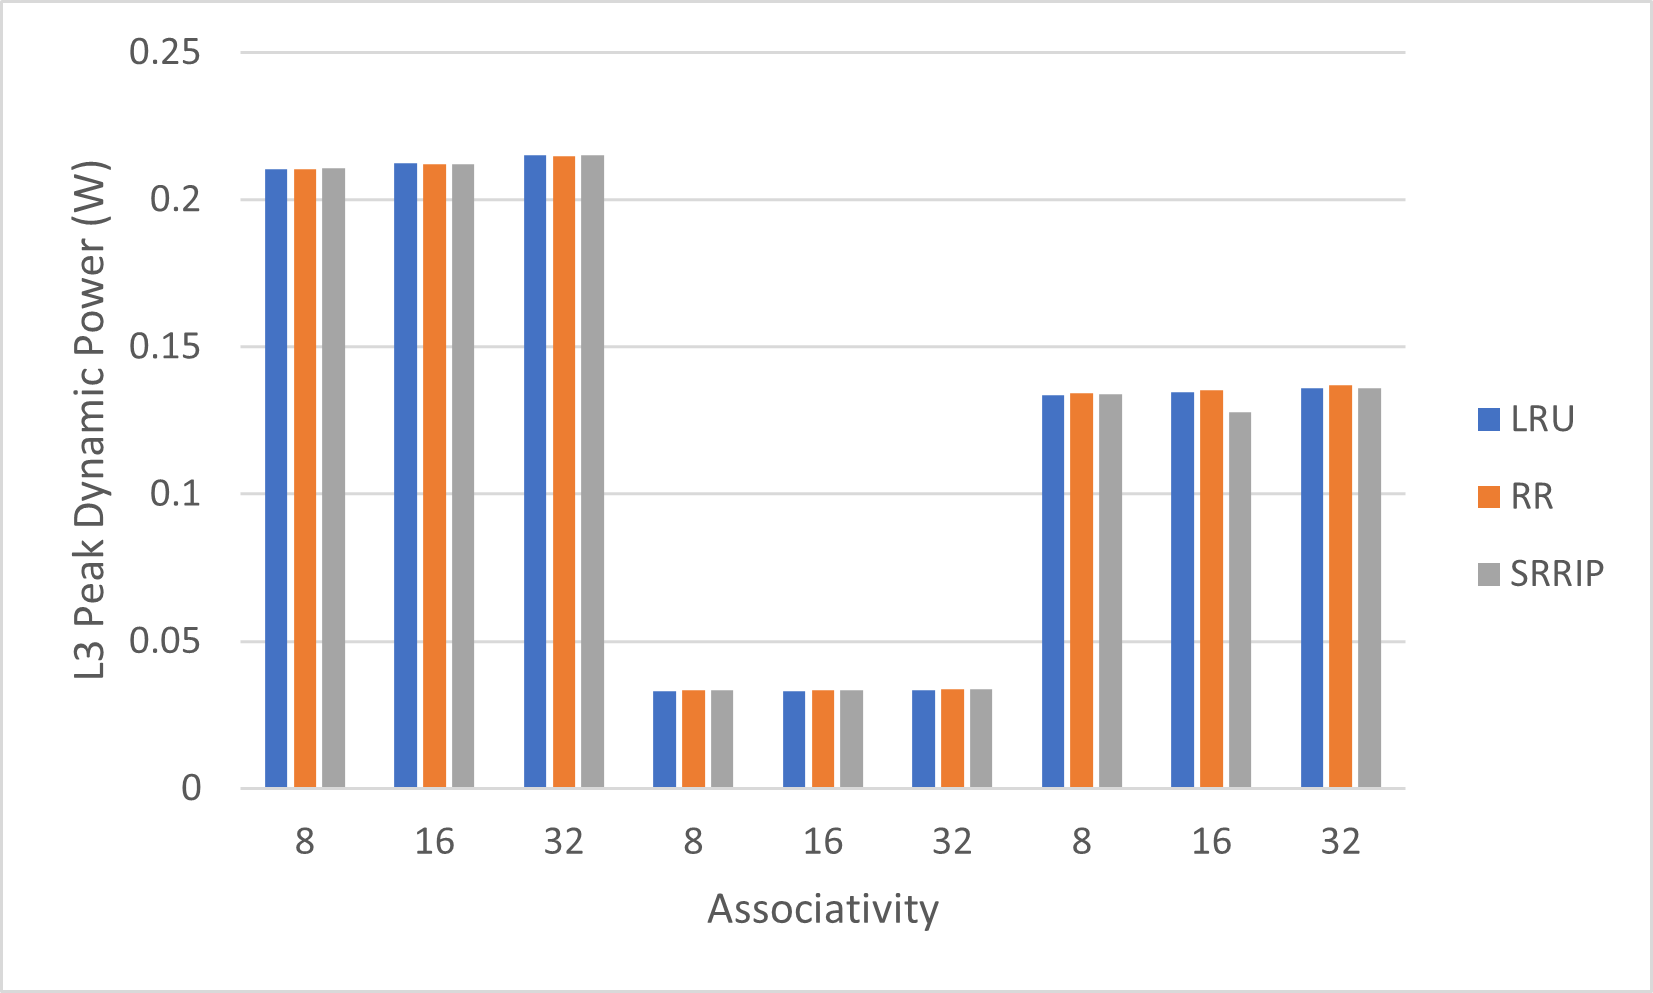 L3 Peak Dynamic Power (W)
0.25
0.2
0.15
0.1
0.05
0
8 16 32 8 16 32 8 16 32
Associativity
LRU
RR
SRRIP